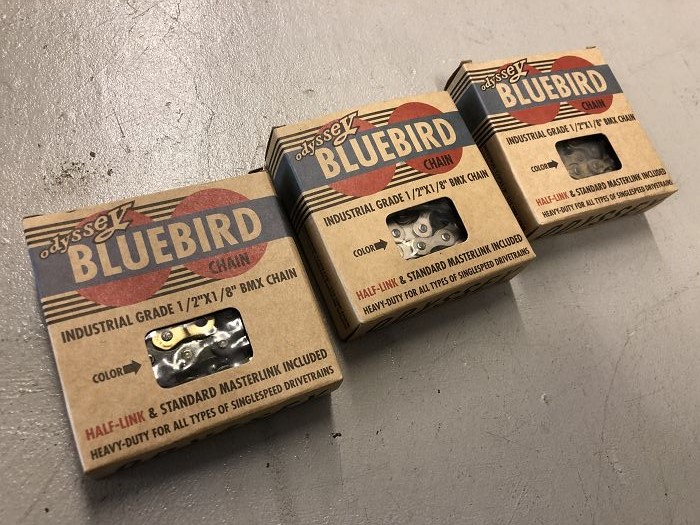 odyssey
BLUEBIRD
CHAIN
INDUSTRIAL GRADE 1/2"X1/8" BMX CHAIN
COLOR
HALF-LINK & STANDARD MASTERLINK INCLUDED
HEAVY-DUTY FOR ALL TYPES OF SINGLESPEED DRIVETRAINS
odyssey
BLUEBIRD
CHAIN
INDUSTRIAL GRADE 1/2"X1/8" BMX CHAIN
COLOR
HALF-LINK & STANDARD MASTERLINK INCLUDED
HEAVY-DUTY FOR ALL TYPES OF SINGLESPEED DRIVETRAINS
odyssey
BLUEBIRD
CHAIN
INDUSTRIAL GRADE 1/2"X1/8" BMX CHAIN
COLOR
HALF-LINK & STANDARD MASTERLINK INCLUDED
HEAVY-DUTY FOR ALL TYPES OF SINGLESPEED DRIVETRAINS